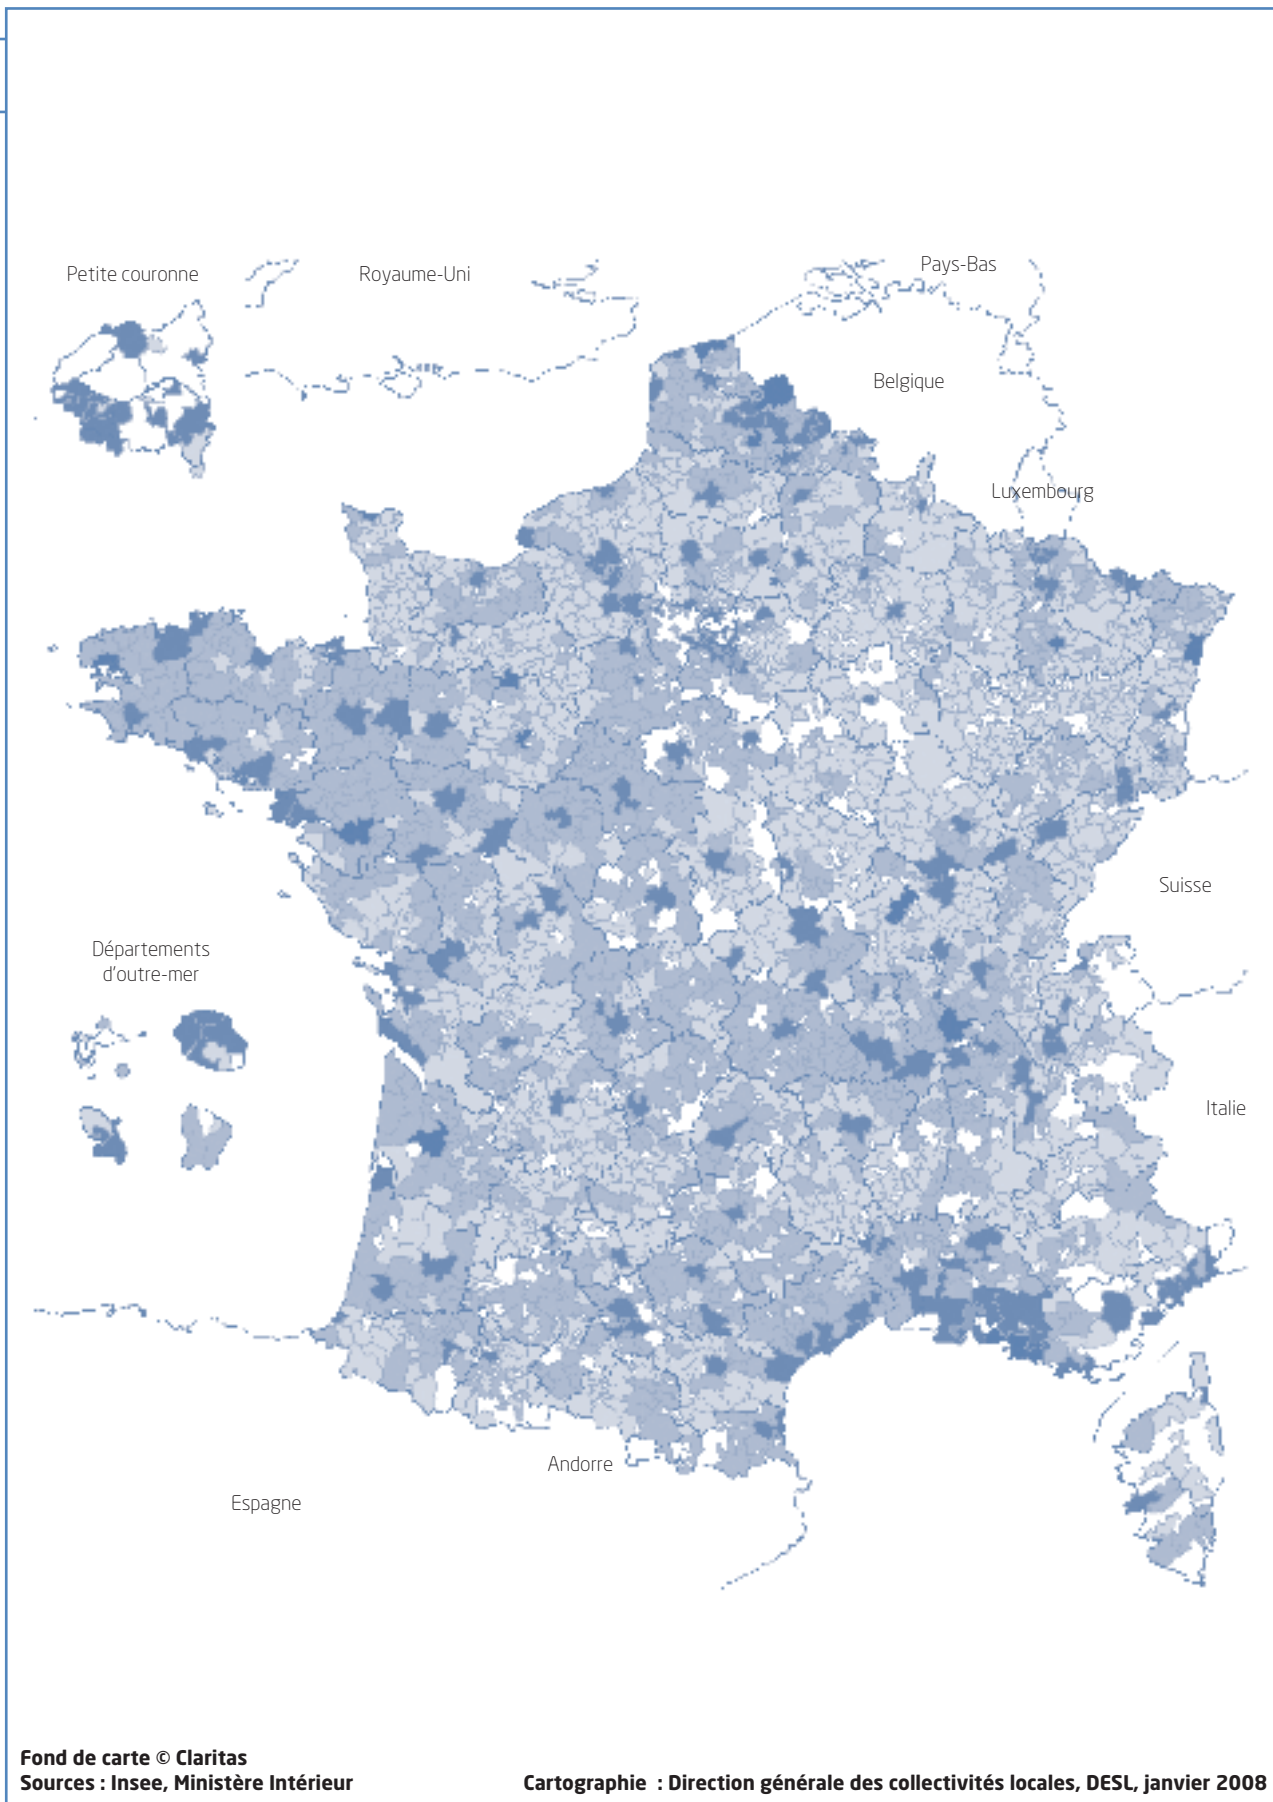 Petite couronne
Royaume-Uni
Pays-Bas
Belgique
Luxembourg
Suisse
Départements
d'outre-mer
Italie
Andorre
Espagne
Fond de carte © Claritas
Sources : Insee, Ministère Intérieur
Cartographie : Direction générale des collectivités locales, DESL, janvier 2008